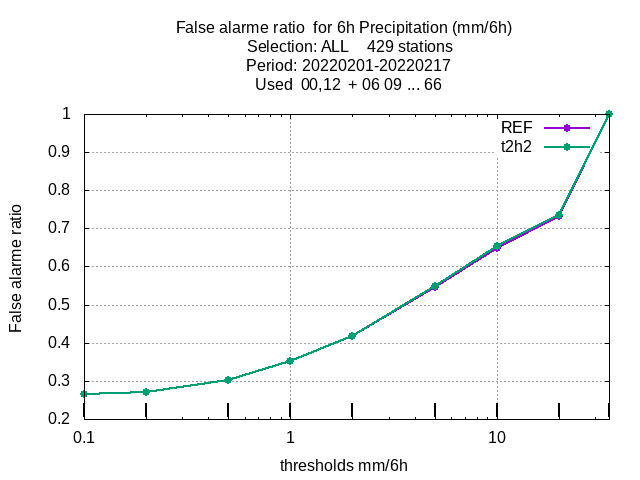 False alarme ratio  for 6h Precipitation (mm/6h)
Selection: ALL    429 stations
Period: 20220201-20220217
Used  00,12  + 06 09 ... 66
REF
t2h2
1
0.9
0.8
0.7
0.6
0.5
0.4
0.3
0.2
False alarme ratio
0.1 1 10
thresholds mm/6h